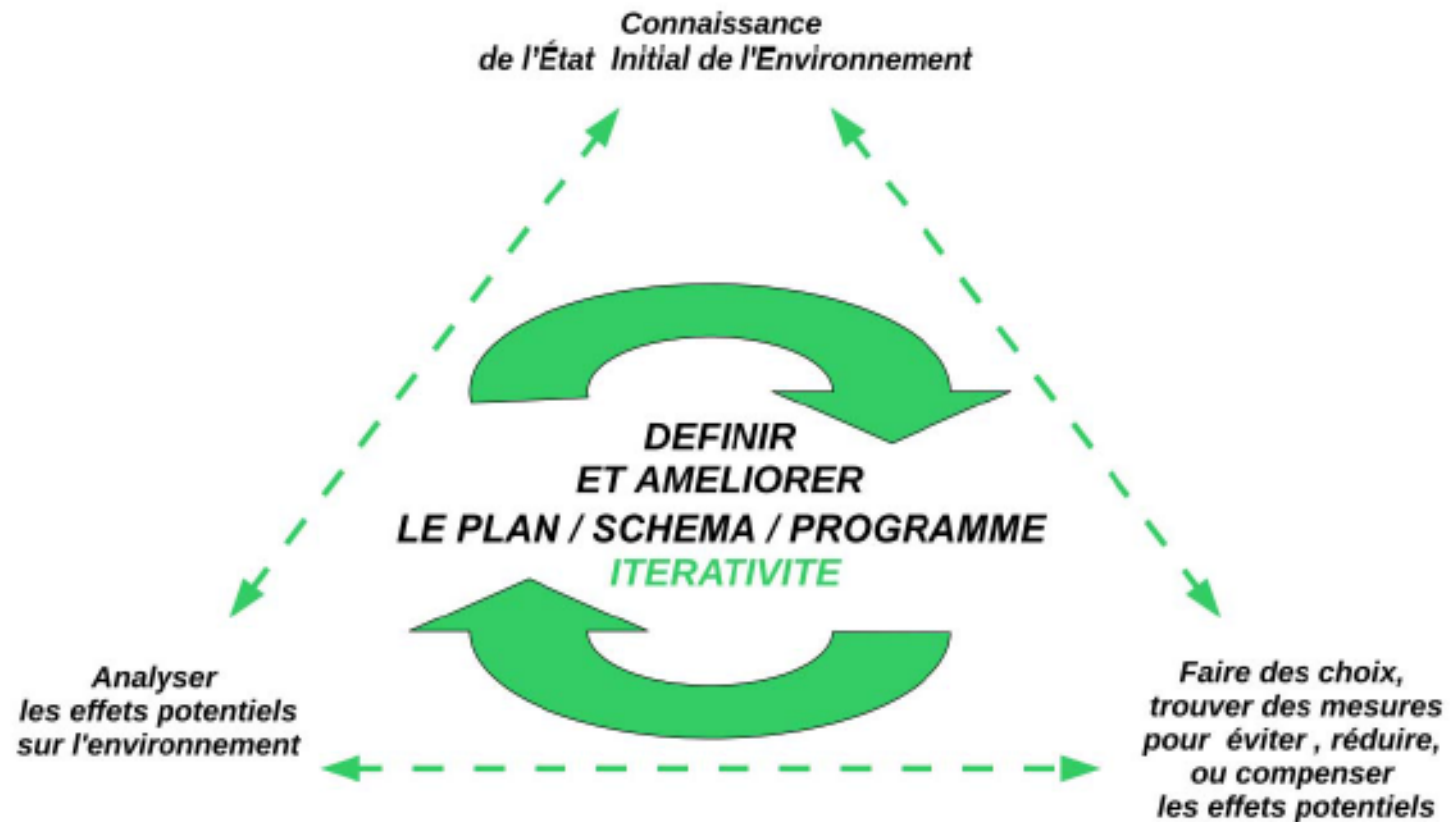 Connaissance
de l'État Initial de l'Environnement
DEFINIR
ET AMELIORER
LE PLAN / SCHEMA / PROGRAMME
ITERATIVITE
Analyser
les effets potentiels
sur l'environnement
Faire des choix,
trouver des mesures
pour éviter , réduire,
ou compenser
les effets potentiels